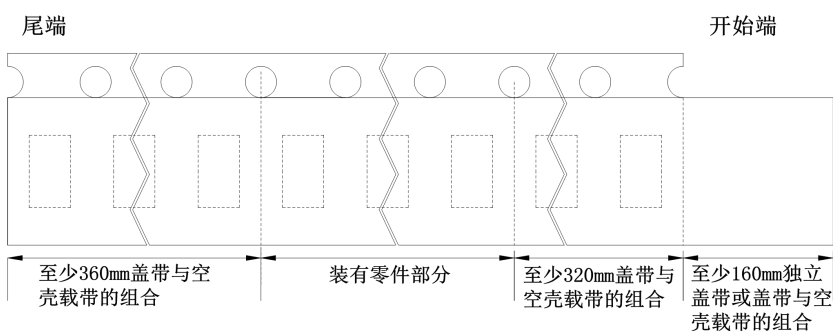 尾端
开始端
至少360mm盖带与空
壳载带的组合
装有零件部分
至少320mm盖带与
空壳载带的组合
至少160mm独立
盖带或盖带与空
壳载带的组合